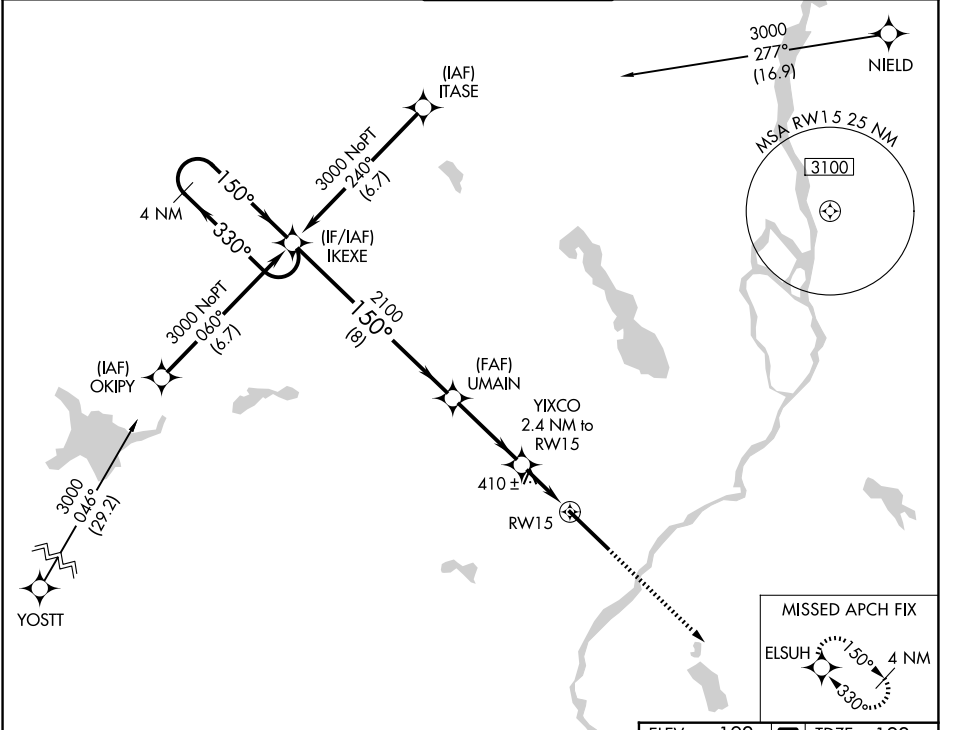 3000
277°
(16.9)
NIELD
(IAF)
ITASE
3000 NoPT
240°
(6.7)
MSA RW15 25 NM
3100
150°
4 NM
330°
(IF/IAF)
IKEXE
2100
150°
(8)
3000 NoPT
060°
(6.7)
(IAF)
OKIPY
(FAF)
UMAIN
YIXCO
2.4 NM to
RW15
410 ±
RW15
3000
046°
(29.2)
YOSTT
MISSED APCH FIX
ELSUH
150°
4 NM
330°